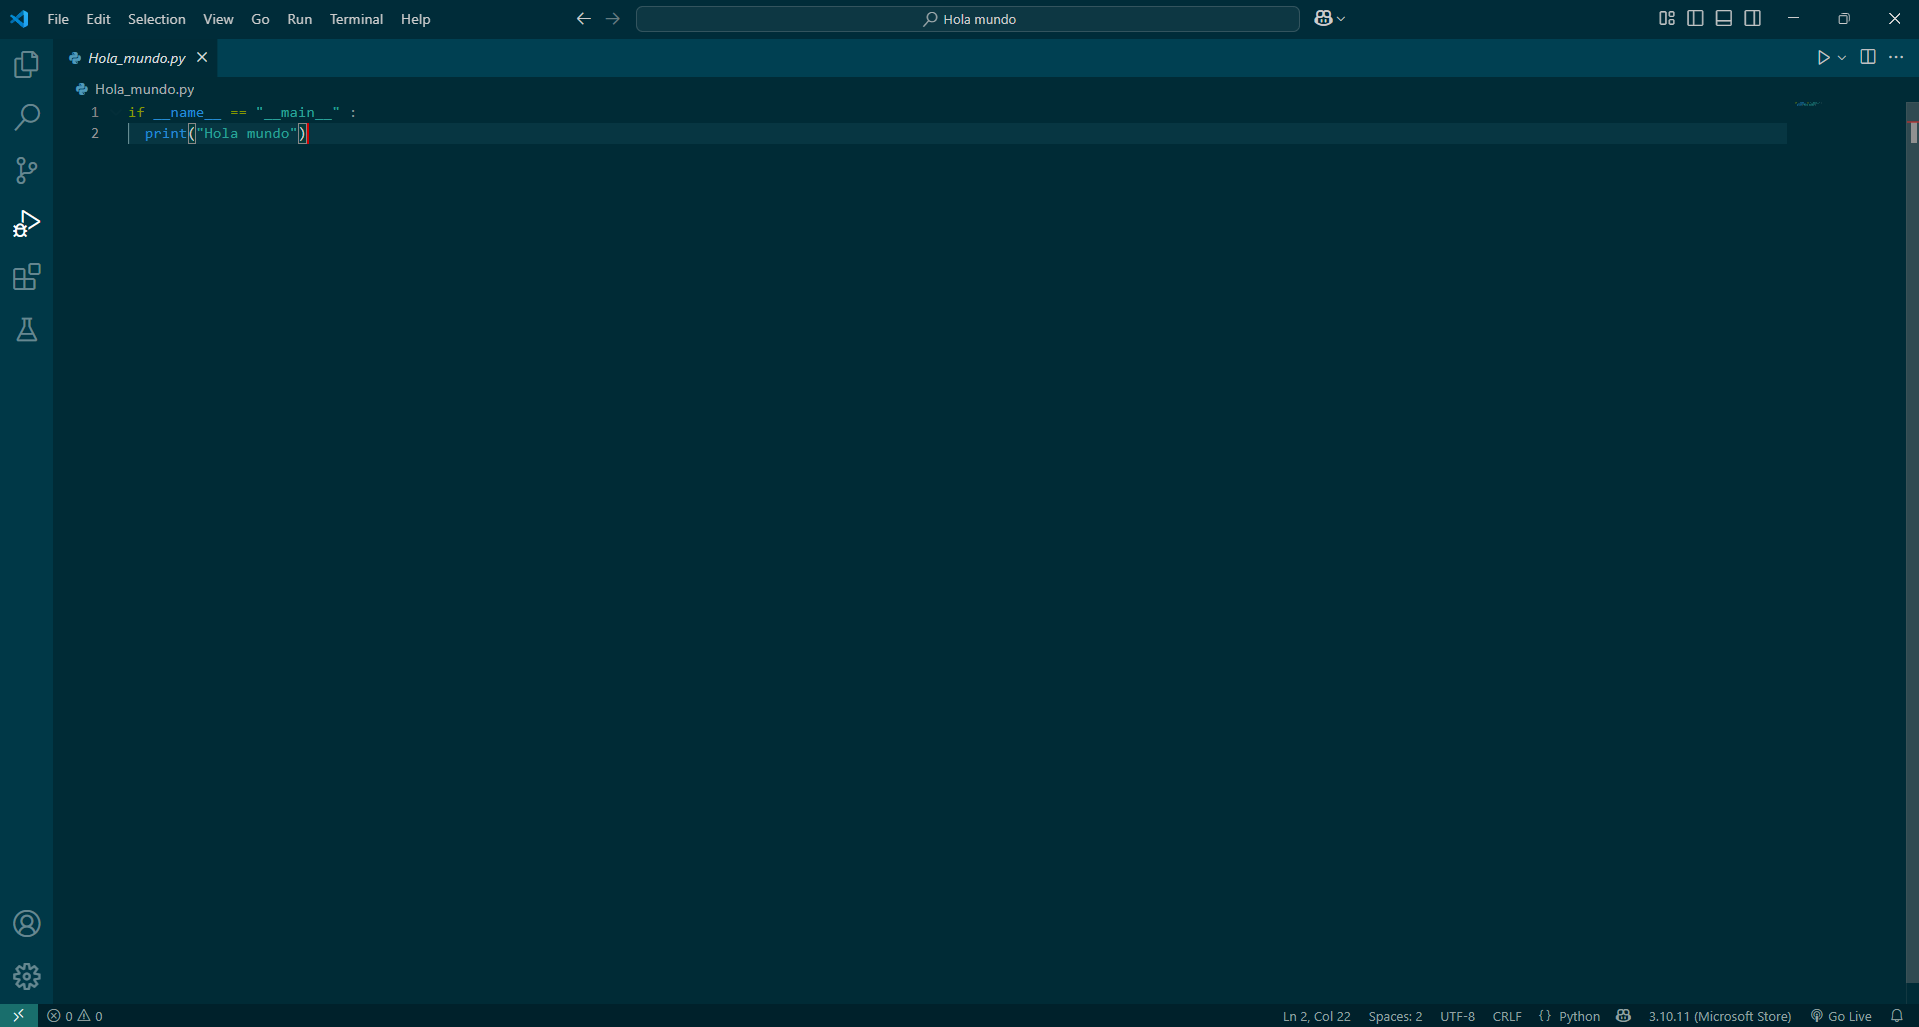 File Edit Selection View Go Run Terminal Help Hola mundo
Hola_mundo.py
Hola_mundo.py
1 if __name__ == "__main__" :
2 print("Hola mundo")
0 0 Ln 2, Col 22 Spaces: 2 UTF-8 CRLF {} Python 3.10.11 (Microsoft Store) Go Live